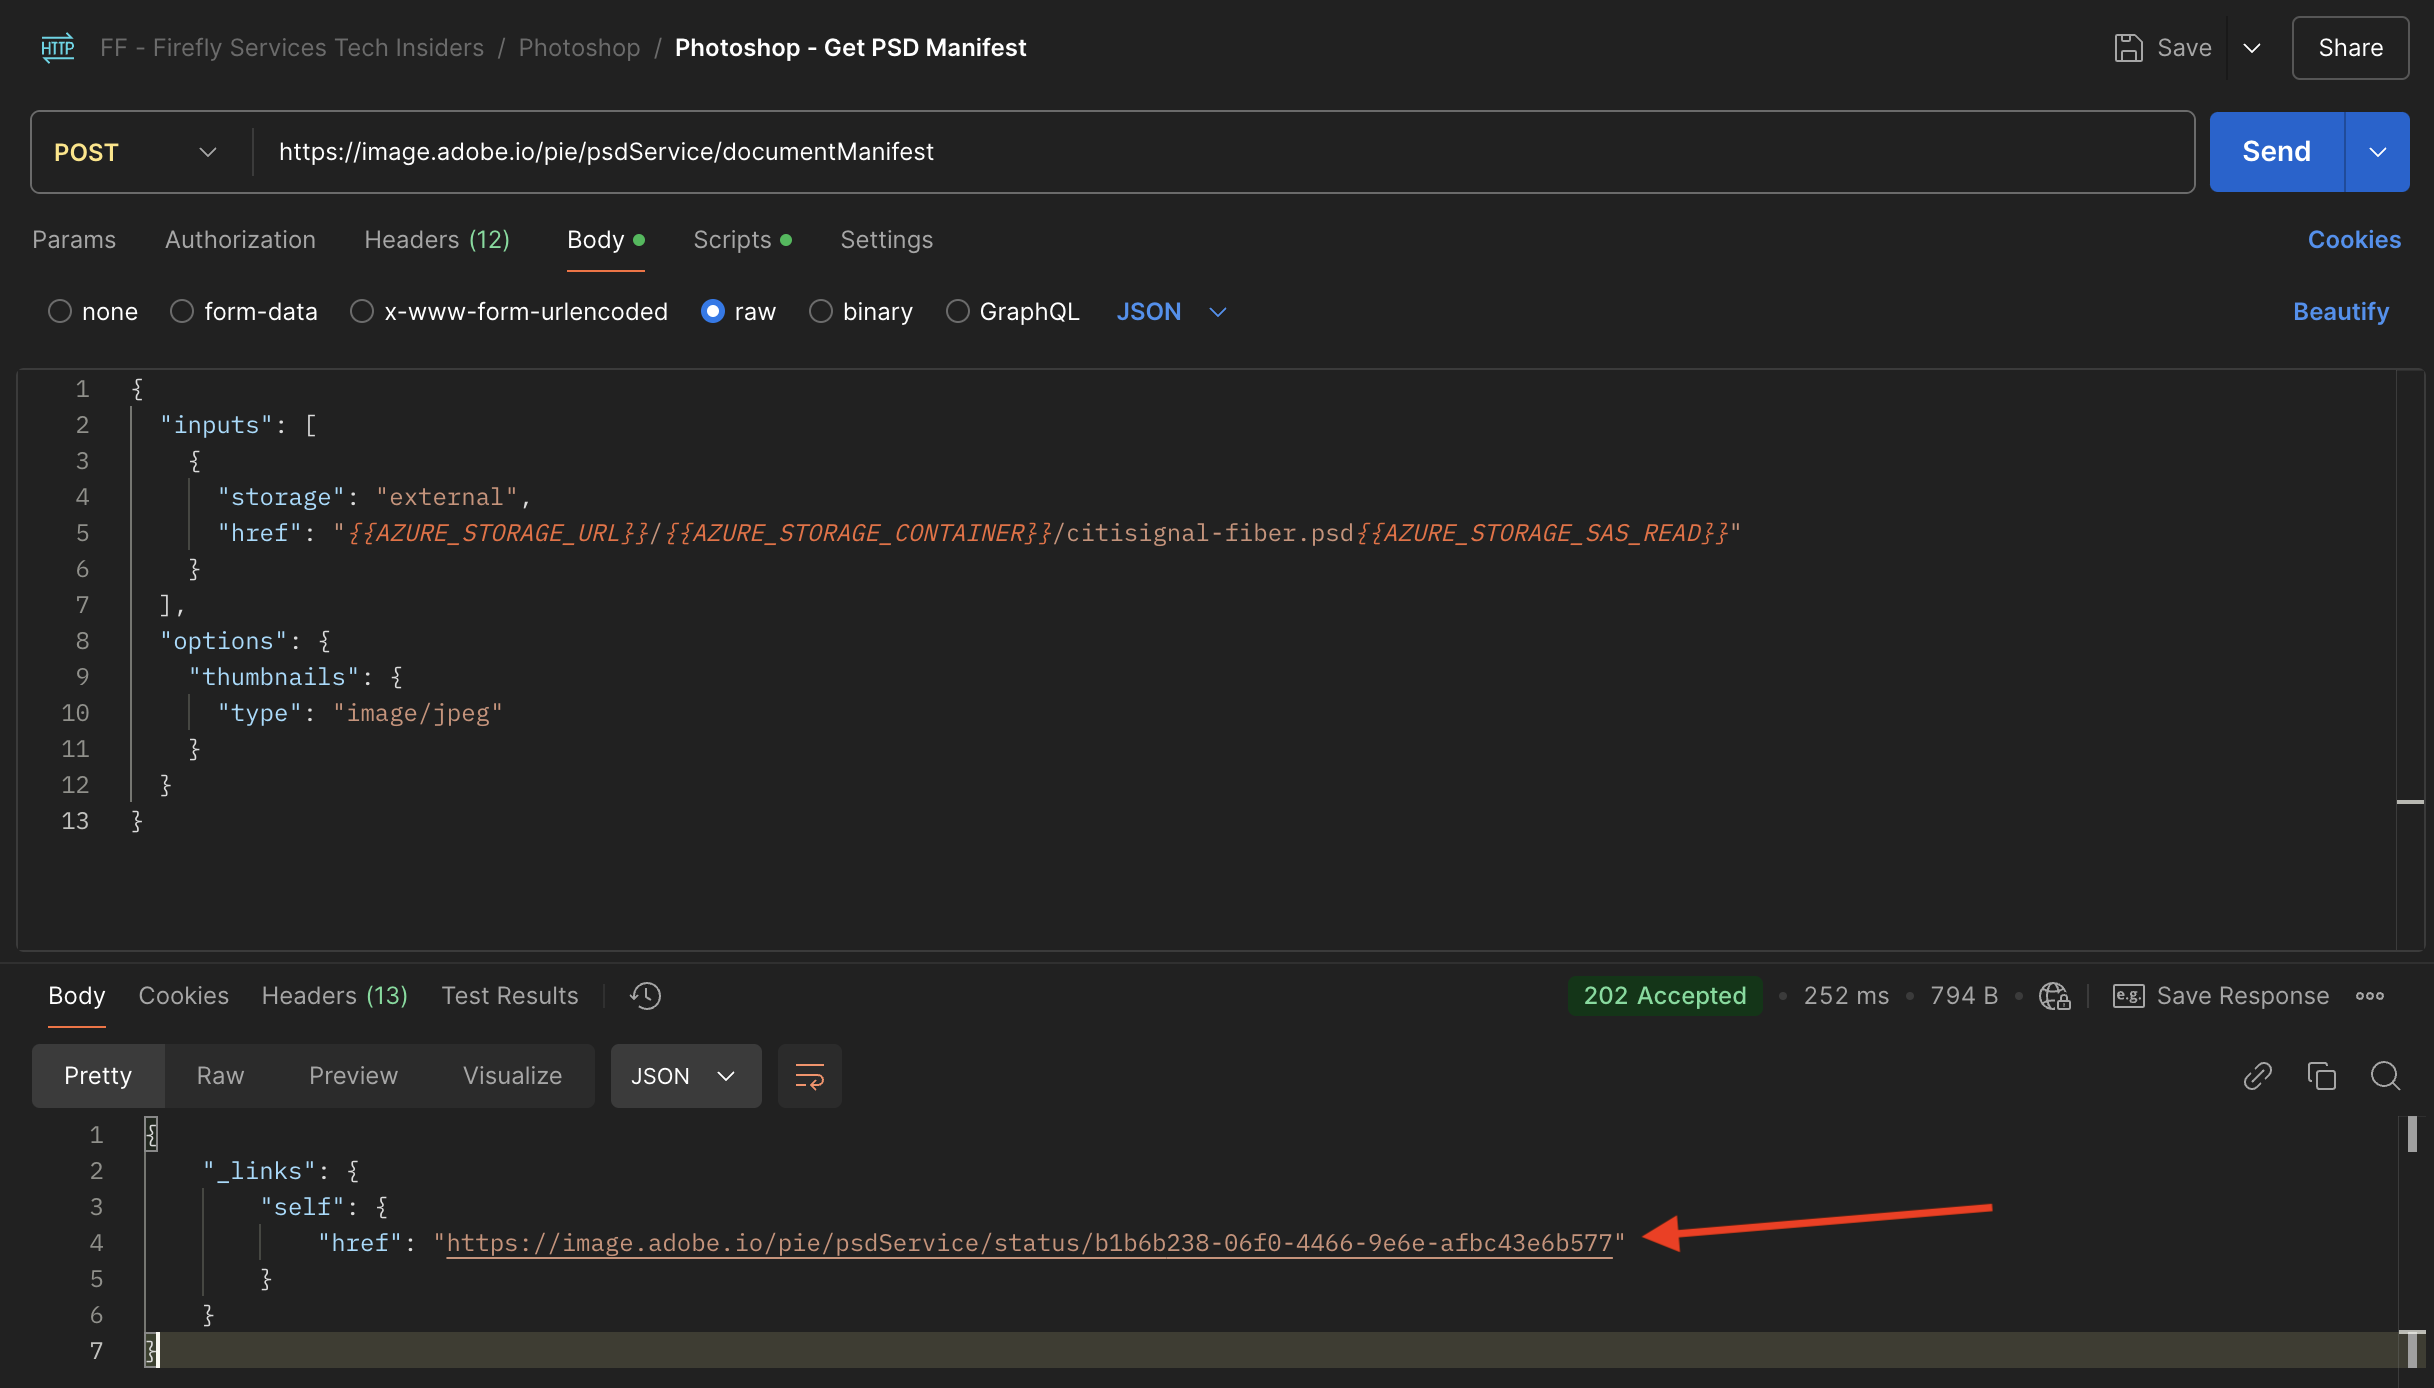 HTTP FF - Firefly Services Tech Insiders / Photoshop / Photoshop - Get PSD Manifest Save Share
POST https://image.adobe.io/pie/psdService/documentManifest Send
Params Authorization Headers (12) Body Scripts Settings Cookies
none form-data x-www-form-urlencoded raw binary GraphQL JSON Beautify
1 {
2 "inputs": [
3 {
4 "storage": "external",
5 "href": "{{AZURE_STORAGE_URL}}/{{AZURE_STORAGE_CONTAINER}}/citisignal-fiber.psd{{AZURE_STORAGE_SAS_READ}}"
6 }
7 ],
8 "options": {
9 "thumbnails": {
10 "type": "image/jpeg"
11 }
12 }
13 }
Body Cookies Headers (13) Test Results 202 Accepted • 252 ms • 794 B • e.g. Save Response
Pretty Raw Preview Visualize JSON
1 {
2 "_links": {
3 "self": {
4 "href": "https://image.adobe.io/pie/psdService/status/b1b6b238-06f0-4466-9e6e-afbc43e6b577"
5 }
6 }
7 }